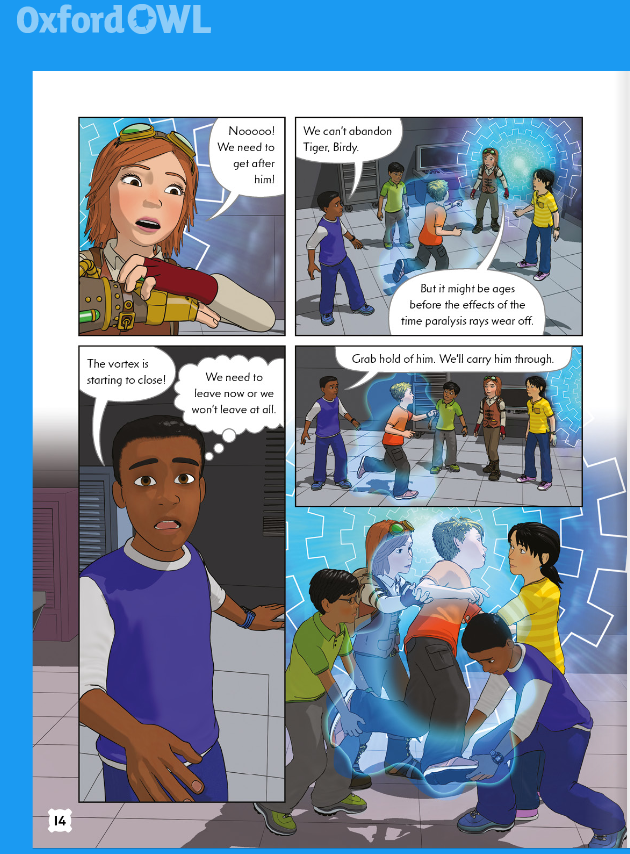 Oxford OWL
Nooooo!
We need to
get after
him!
We can't abandon
Tiger, Birdy.
But it might be ages
before the effects of the
time paralysis rays wear off.
The vortex is
starting to close!
We need to
leave now or we
won't leave at all.
Grab hold of him. We'll carry him through.
14